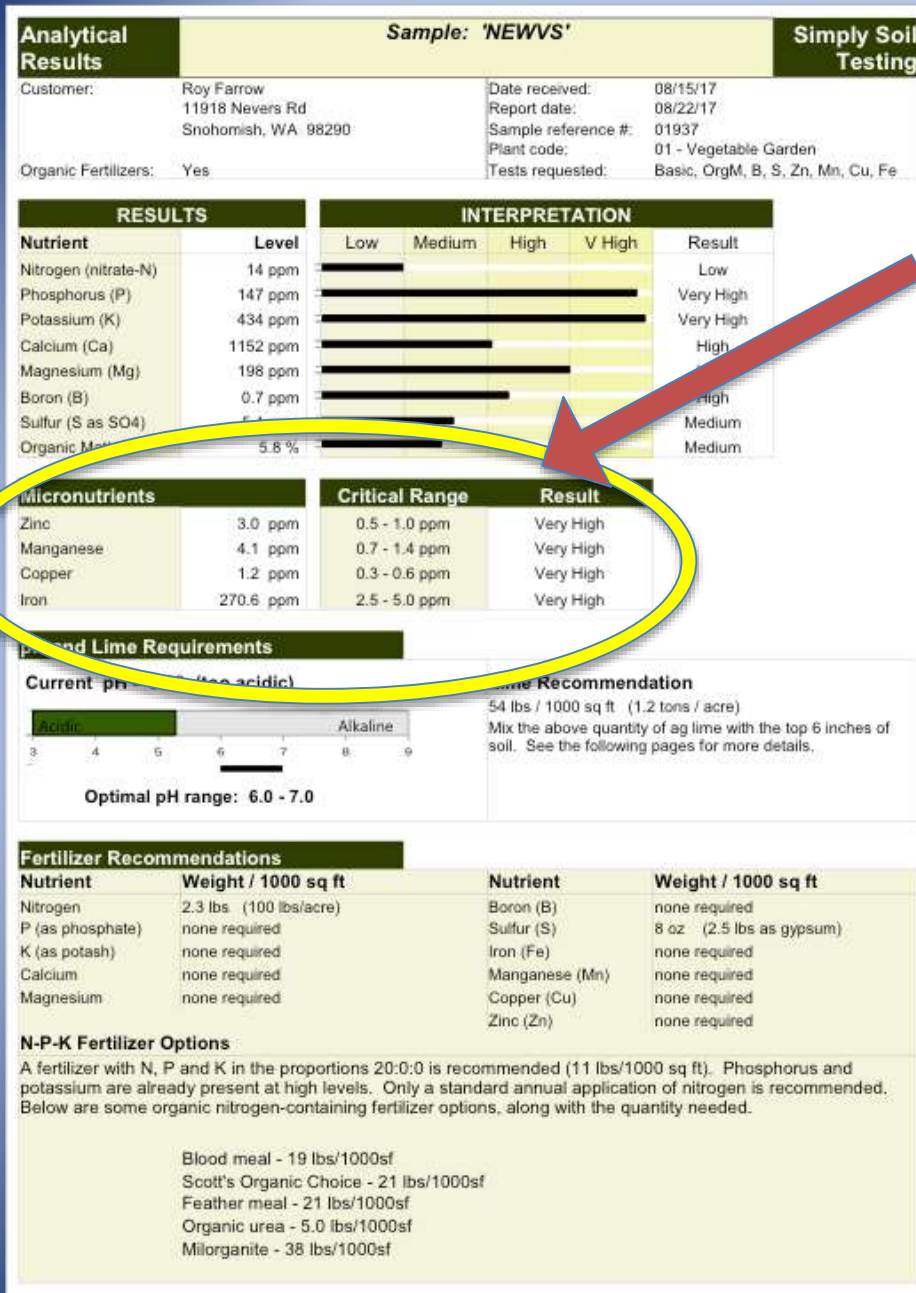 Analytical Results
Sample: 'NEWVS'
Simply Soil Testing
Customer: Roy Farrow
11918 Nevers Rd
Snohomish, WA 98290
Organic Fertilizers: Yes
Date received: 08/15/17
Report date: 08/22/17
Sample reference #: 01937
Plant code: 01 - Vegetable Garden
Tests requested: Basic, OrgM, B, S, Zn, Mn, Cu, Fe
RESULTS INTERPRETATION
Nutrient Level Low Medium High V High Result
Nitrogen (nitrate-N) 14 ppm Low
Phosphorus (P) 147 ppm Very High
Potassium (K) 434 ppm Very High
Calcium (Ca) 1152 ppm High
Magnesium (Mg) 198 ppm
Boron (B) 0.7 ppm High
Sulfur (S as SO4) Medium
Organic 5.8 % Medium
Micronutrients Critical Range Result
Zinc 3.0 ppm 0.5 - 1.0 ppm Very High
Manganese 4.1 ppm 0.7 - 1.4 ppm Very High
Copper 1.2 ppm 0.3 - 0.6 ppm Very High
Iron 270.6 ppm 2.5 - 5.0 ppm Very High
and Lime Requirements
Current pH (too acidic)
Acidic Alkaline
3 4 5 6 7 8 9
Optimal pH range: 6.0 - 7.0
Recommendation
54 lbs / 1000 sq ft (1.2 tons / acre)
Mix the above quantity of ag lime with the top 6 inches of
soil. See the following pages for more details.
Fertilizer Recommendations
Nutrient Weight / 1000 sq ft Nutrient Weight / 1000 sq ft
Nitrogen 2.3 lbs (100 lbs/acre) Boron (B) none required
P (as phosphate) none required Sulfur (S) 8 oz (2.5 lbs as gypsum)
K (as potash) none required Iron (Fe) none required
Calcium none required Manganese (Mn) none required
Magnesium none required Copper (Cu) none required
Zinc (Zn) none required
N-P-K Fertilizer Options
A fertilizer with N, P and K in the proportions 20:0:0 is recommended (11 lbs/1000 sq ft). Phosphorus and
potassium are already present at high levels. Only a standard annual application of nitrogen is recommended.
Below are some organic nitrogen-containing fertilizer options, along with the quantity needed.
Blood meal - 19 lbs/1000sf
Scott's Organic Choice - 21 lbs/1000sf
Feather meal - 21 lbs/1000sf
Organic urea - 5.0 lbs/1000sf
Milorganite - 38 lbs/1000sf